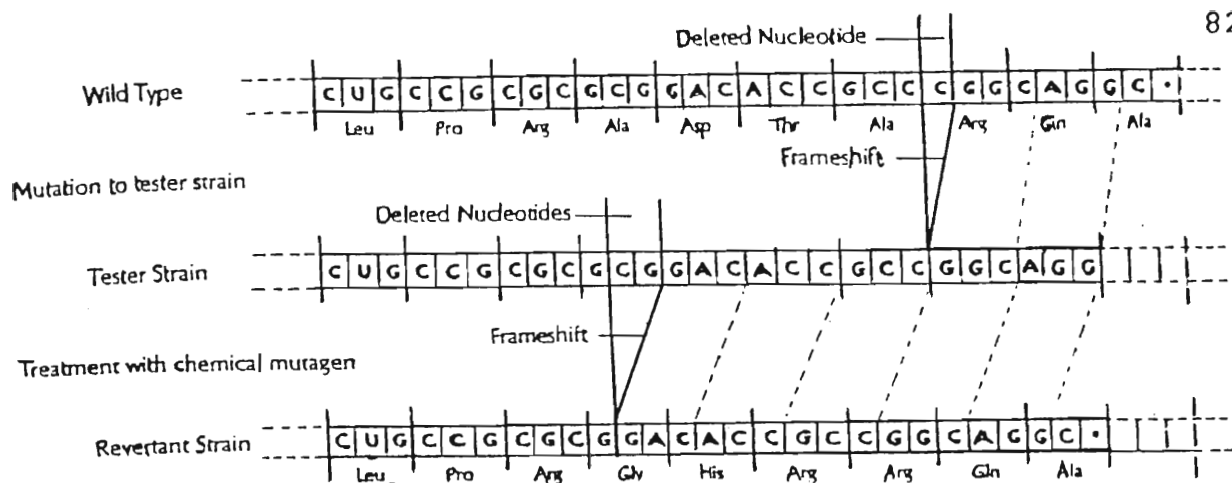 82
Deleted Nucleotide
Wild Type C U G C C G C G C G C G G A C A C C G C C C G G C A G G C •
Leu Pro Arg Ala Asp Thr Ala Arg Gln Ala
Frameshift
Mutation to tester strain
Deleted Nucleotides
Tester Strain C U G C C G C G C G C G G A C A C C G C C G G C A G G
Frameshift
Treatment with chemical mutagen
Revertant Strain C U G C C G C G C G G A C A C C G C C G G C A G G C •
Leu Pro Arg Gly His Arg Arg Gln Ala